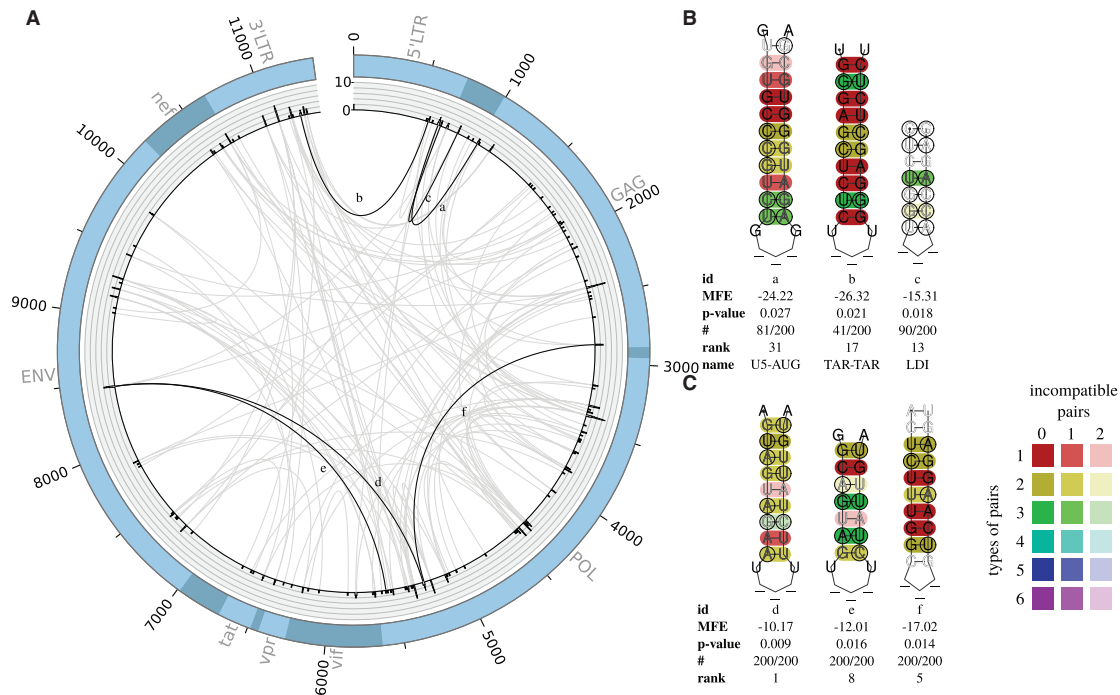 A
0
10
0
5'LTR
1000
GAG
2000
3000
4000
POL
5000
6000
vif
vpr
tat
7000
8000
ENV
9000
10000
nef
11000
3'LTR
a
b
c
d
e
f
B
id a b c
MFE -24.22 -26.32 -15.31
p-value 0.027 0.021 0.018
# 81/200 41/200 90/200
rank 31 17 13
name U5-AUG TAR-TAR LDI
C
id d e f
MFE -10.17 -12.01 -17.02
p-value 0.009 0.016 0.014
# 200/200 200/200 200/200
rank 1 8 5
incompatible
pairs
0 1 2
types of pairs
1
2
3
4
5
6